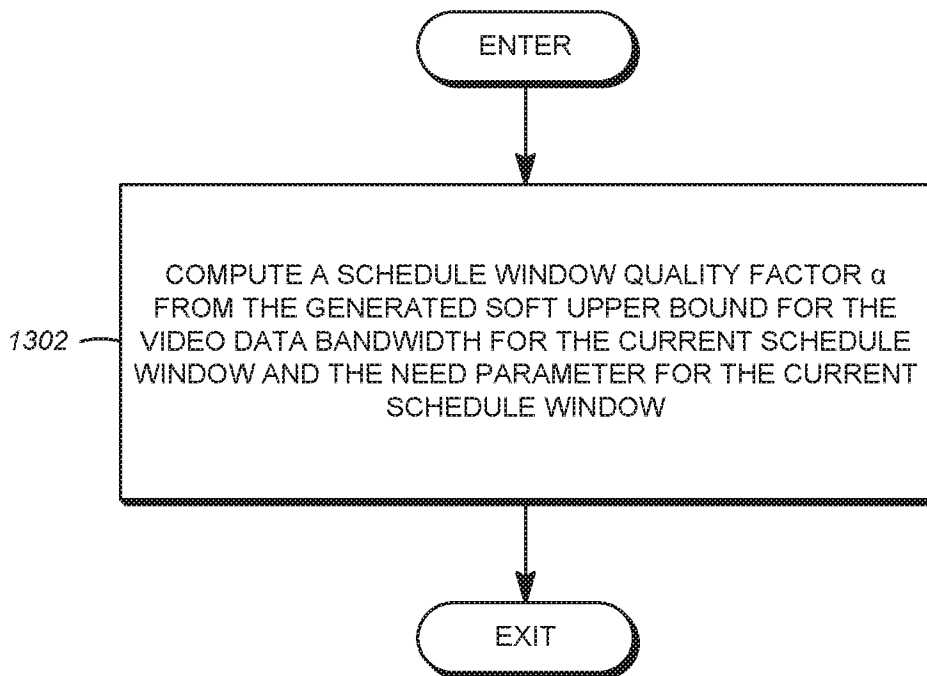 ENTER
1302
COMPUTE A SCHEDULE WINDOW QUALITY FACTOR α
FROM THE GENERATED SOFT UPPER BOUND FOR THE
VIDEO DATA BANDWIDTH FOR THE CURRENT SCHEDULE
WINDOW AND THE NEED PARAMETER FOR THE CURRENT
SCHEDULE WINDOW
EXIT